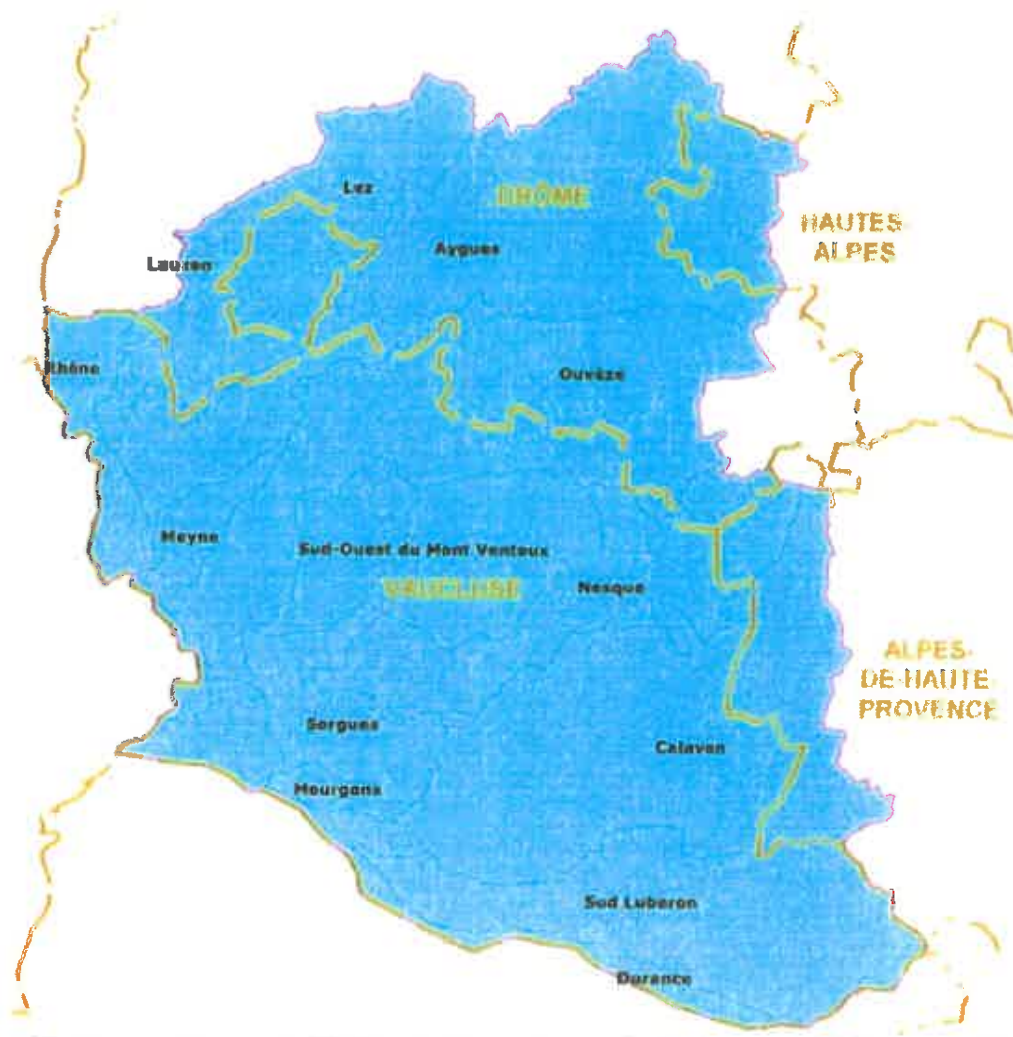 Lez
DRÔME
HAUTES-
ALPES
Aygues
Lauzon
Rhône
Ouvèze
Meyne
Sud-Ouest du Mont Ventoux
VAUCLUSE
Nesque
ALPES-
DE-HAUTE
PROVENCE
Sorgues
Calavon
Mourgons
Sud Luberon
Durance